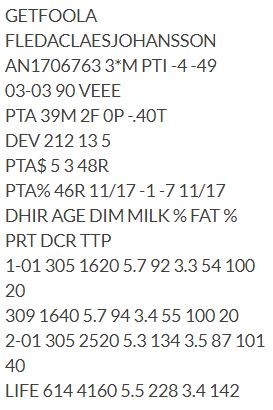 GETFOOLA
FLEDACLAESJOHANSSON
AN1706763 3*M PTI -4 -49
03-03 90 VEEE
PTA 39M 2F 0P -.40T
DEV 212 13 5
PTA$ 5 3 48R
PTA% 46R 11/17 -1 -7 11/17
DHIR AGE DIM MILK % FAT %
PRT DCR TTP
1-01 305 1620 5.7 92 3.3 54 100
20
309 1640 5.7 94 3.4 55 100 20
2-01 305 2520 5.3 134 3.5 87 101
40
LIFE 614 4160 5.5 228 3.4 142